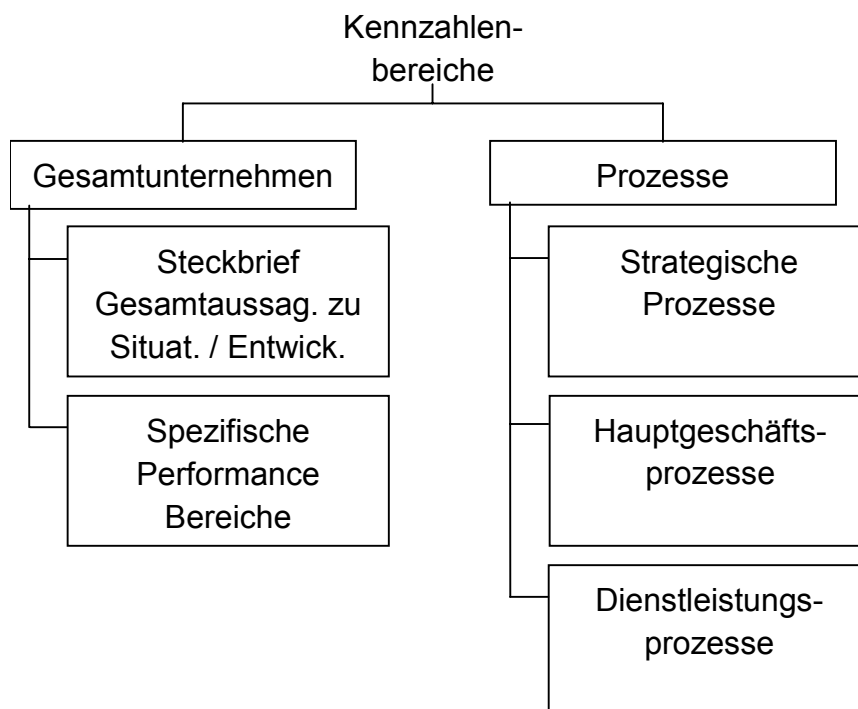 Kennzahlen-
bereiche
Gesamtunternehmen
Steckbrief
Gesamtaussag. zu
Situat. / Entwick.
Spezifische
Performance
Bereiche
Prozesse
Strategische
Prozesse
Hauptgeschäfts-
prozesse
Dienstleistungs-
prozesse